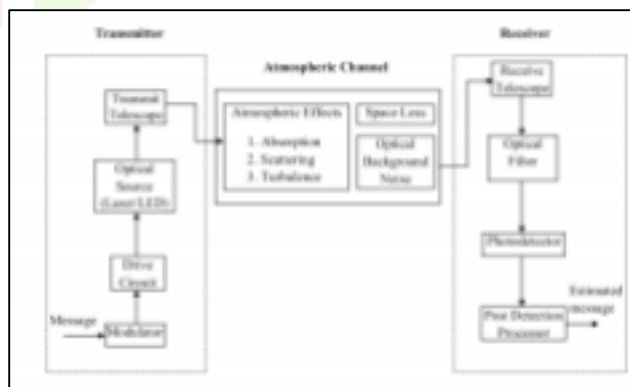 Transmitter
Receiver
Atmospheric Channel
Transmit
Telescope
Atmospheric Effects
1. Absorption
2. Scattering
3. Turbulence
Space Loss
Optical
Background
Noise
Receive
Telescope
Optical
Source
(Laser/LED)
Optical
Filter
Drive
Circuit
Photodetector
Message
Modulator
Post Detection
Processor
Estimated
message